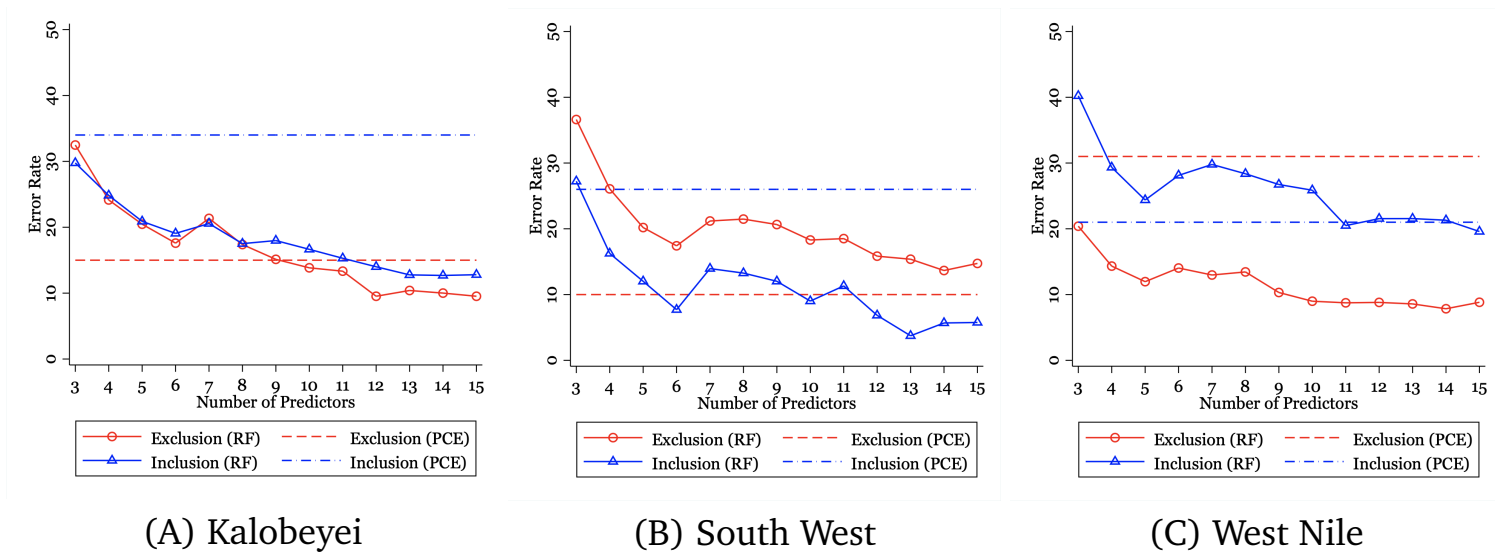 50
40
30
20
10
0
Error Rate
3 4 5 6 7 8 9 10 11 12 13 14 15
Number of Predictors
Exclusion (RF) Exclusion (PCE)
Inclusion (RF) Inclusion (PCE)
(A) Kalobeyei
50
40
30
20
10
0
Error Rate
3 4 5 6 7 8 9 10 11 12 13 14 15
Number of Predictors
Exclusion (RF) Exclusion (PCE)
Inclusion (RF) Inclusion (PCE)
(B) South West
50
40
30
20
10
0
Error Rate
3 4 5 6 7 8 9 10 11 12 13 14 15
Number of Predictors
Exclusion (RF) Exclusion (PCE)
Inclusion (RF) Inclusion (PCE)
(C) West Nile